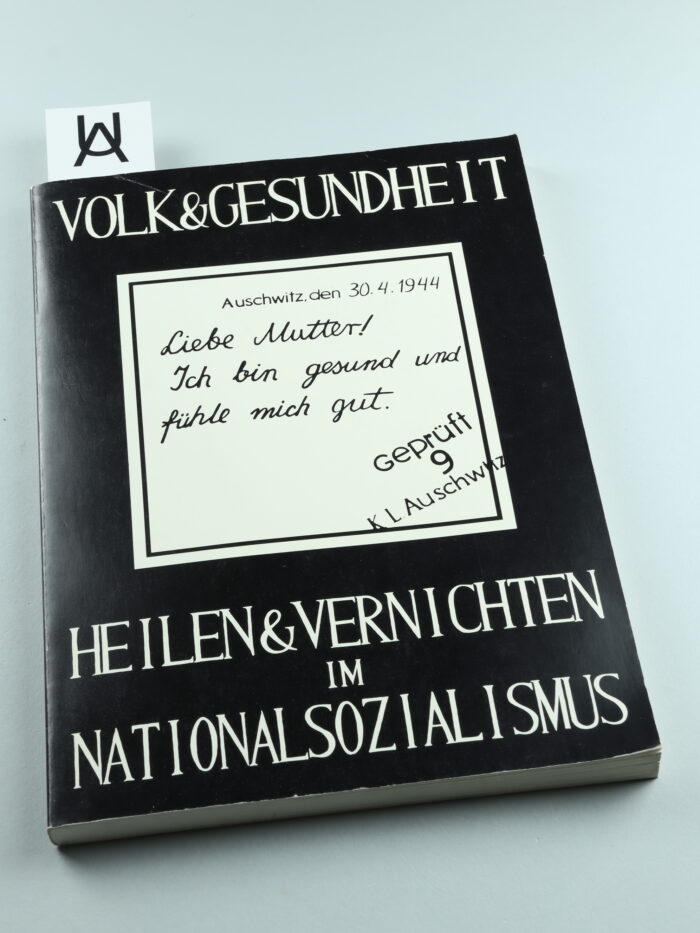 VOLK&GESUNDHEIT
Auschwitz, den 30.4.1944
Liebe Mutter!
Ich bin gesund und
fühle mich gut.
Geprüft
9
K L Auschwitz
HEILEN&VERNICHTEN
IM
NATIONALSOZIALISMUS